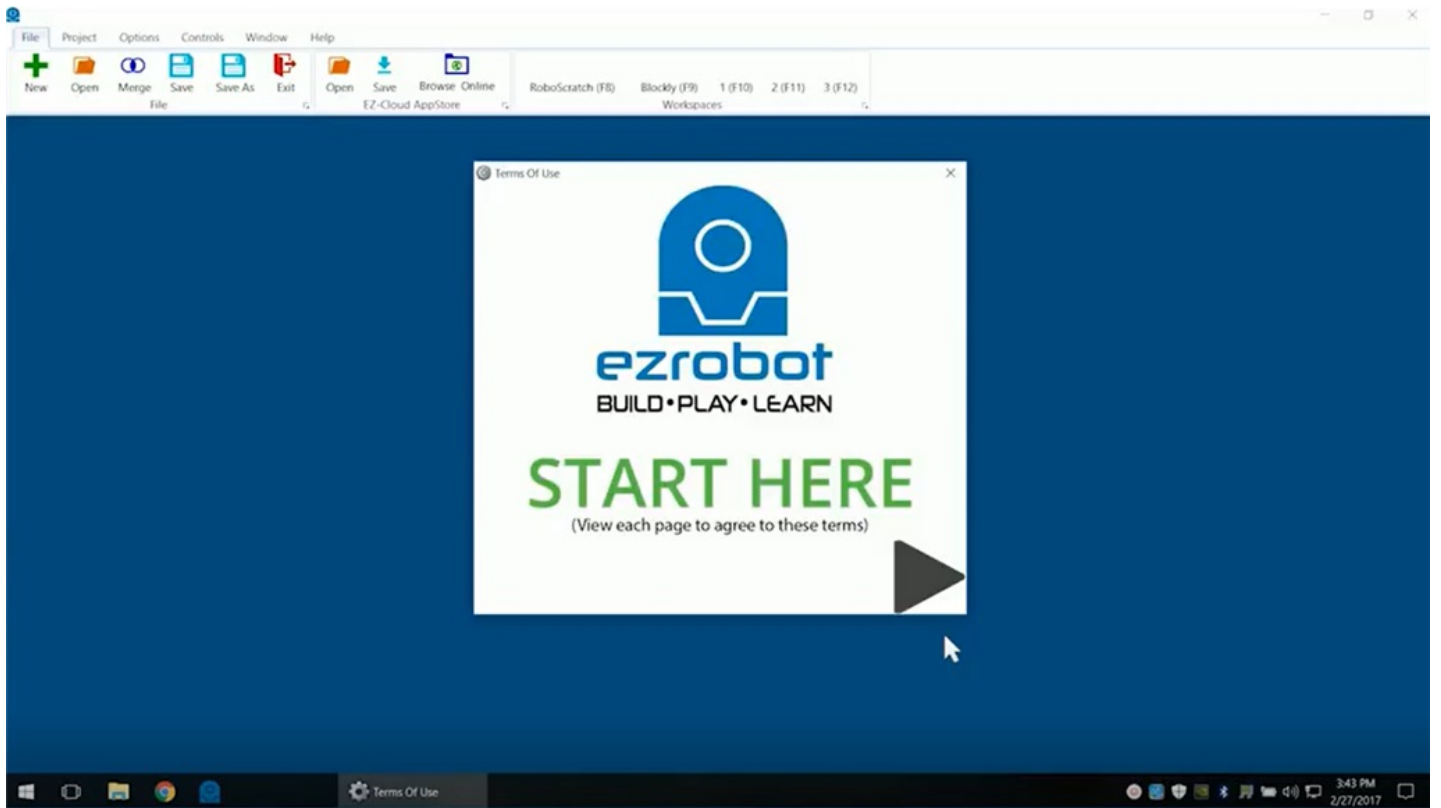 File Project Options Controls Window Help
New Open Merge Save Save As Exit Open Save Browse Online RoboScratch (F8) Blockly (F9) 1 (F10) 2 (F11) 3 (F12)
File EZ-Cloud AppStore Workspaces
Terms Of Use
ezrobot
BUILD•PLAY•LEARN
START HERE
(View each page to agree to these terms)
Terms Of Use
3:43 PM
2/27/2017